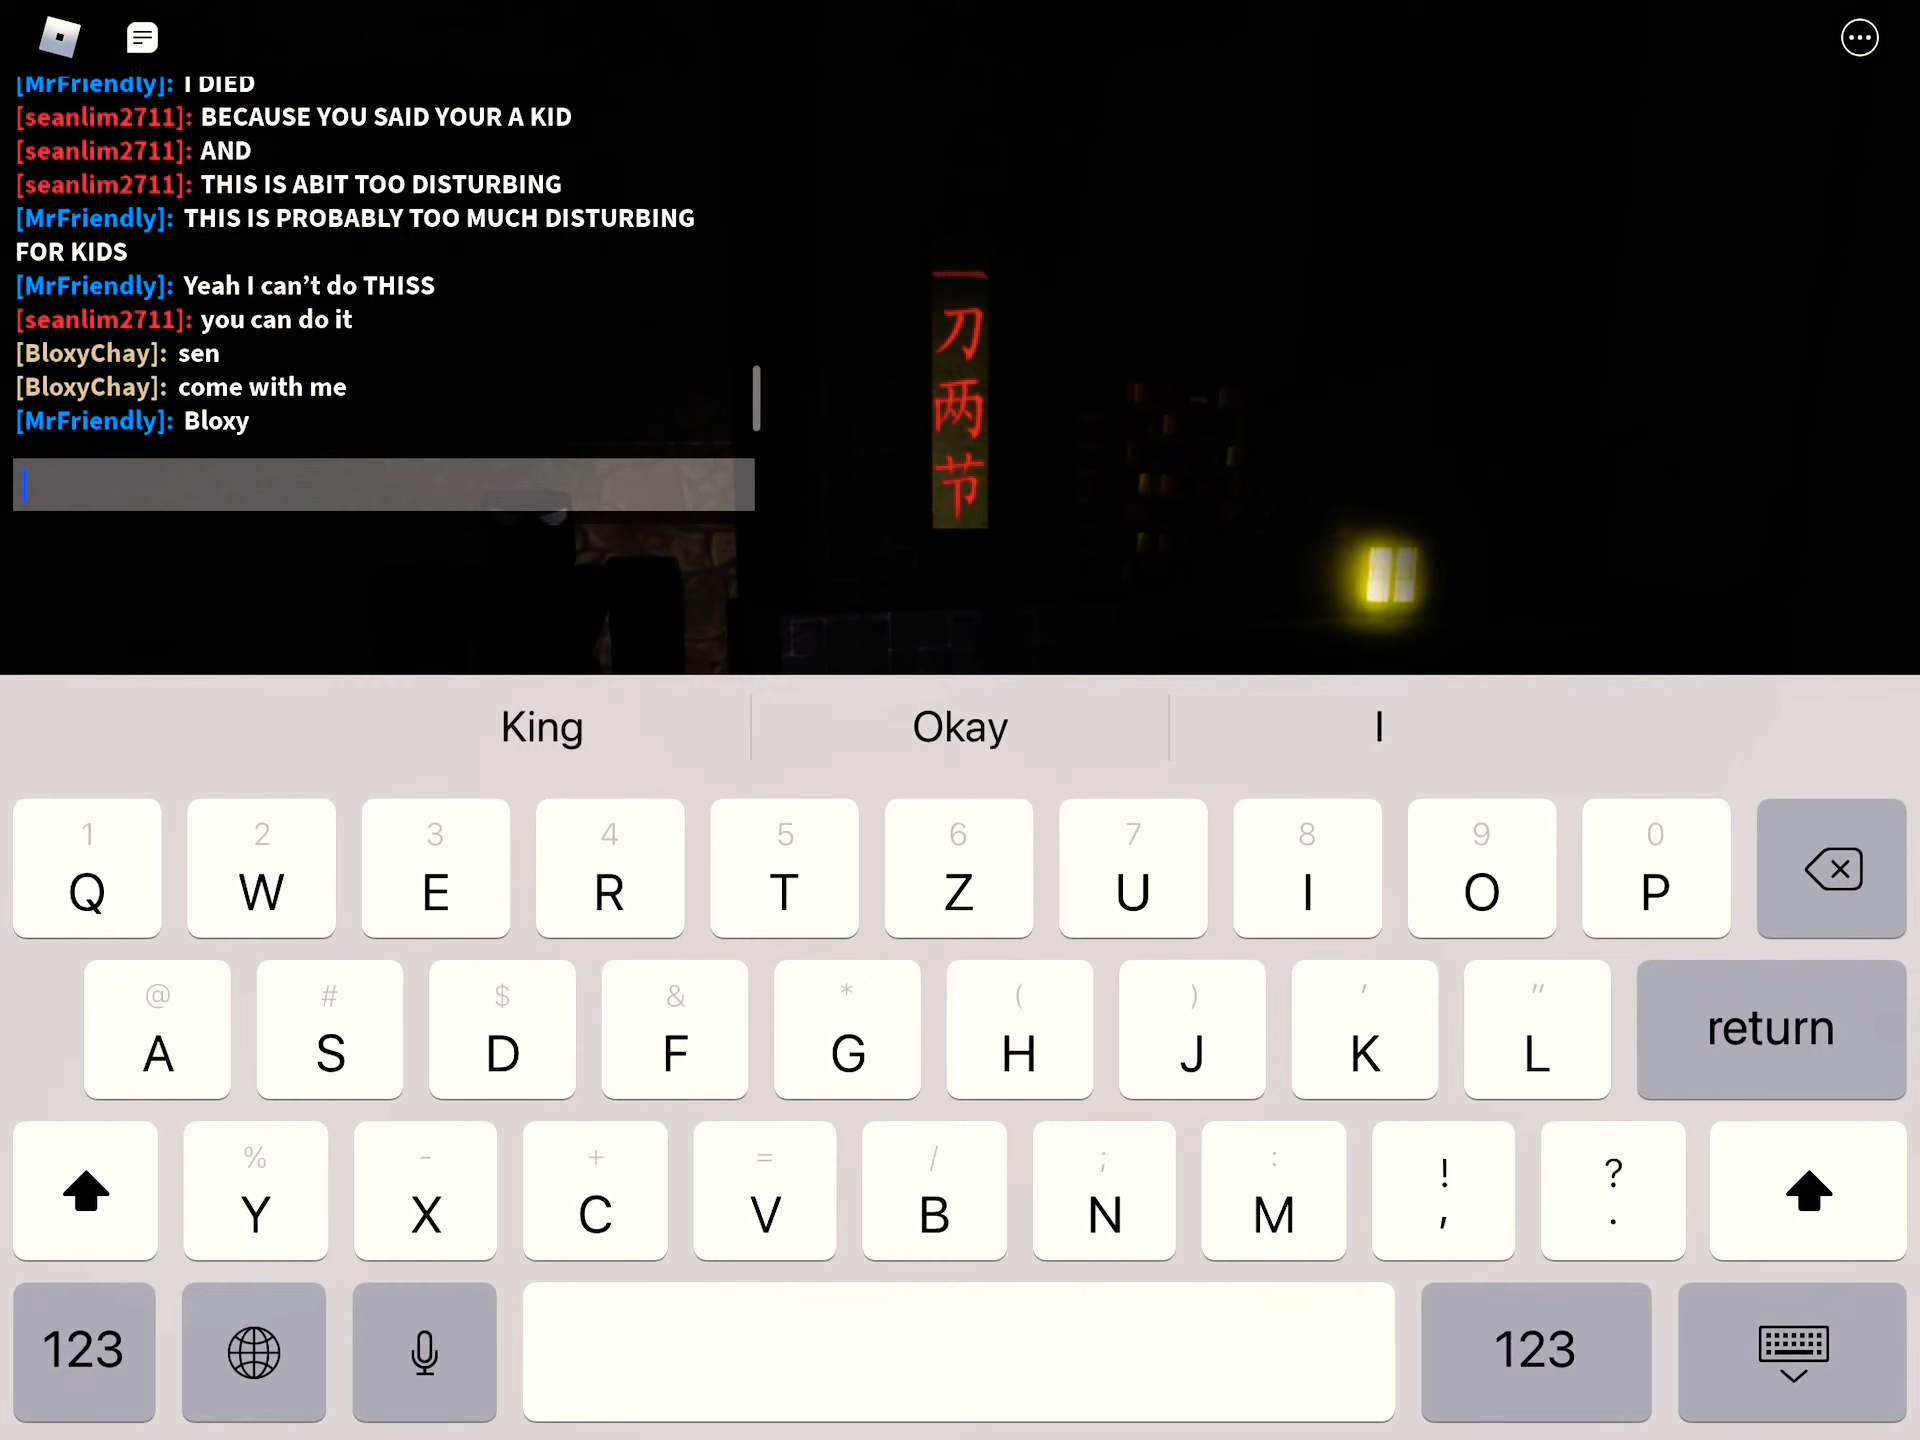 [MrFriendly]: I DIED
[seanlim2711]: BECAUSE YOU SAID YOUR A KID
[seanlim2711]: AND
[seanlim2711]: THIS IS ABIT TOO DISTURBING
[MrFriendly]: THIS IS PROBABLY TOO MUCH DISTURBING
FOR KIDS
[MrFriendly]: Yeah I can’t do THISS
[seanlim2711]: you can do it
[BloxyChay]: sen
[BloxyChay]: come with me
[MrFriendly]: Bloxy
一刀两节
King Okay I
1 2 3 4 5 6 7 8 9 0
Q W E R T Z U I O P
@ # $ & * ( ) ' "
A S D F G H J K L return
% - + = / ; : ! ?
Y X C V B N M , .
123 123